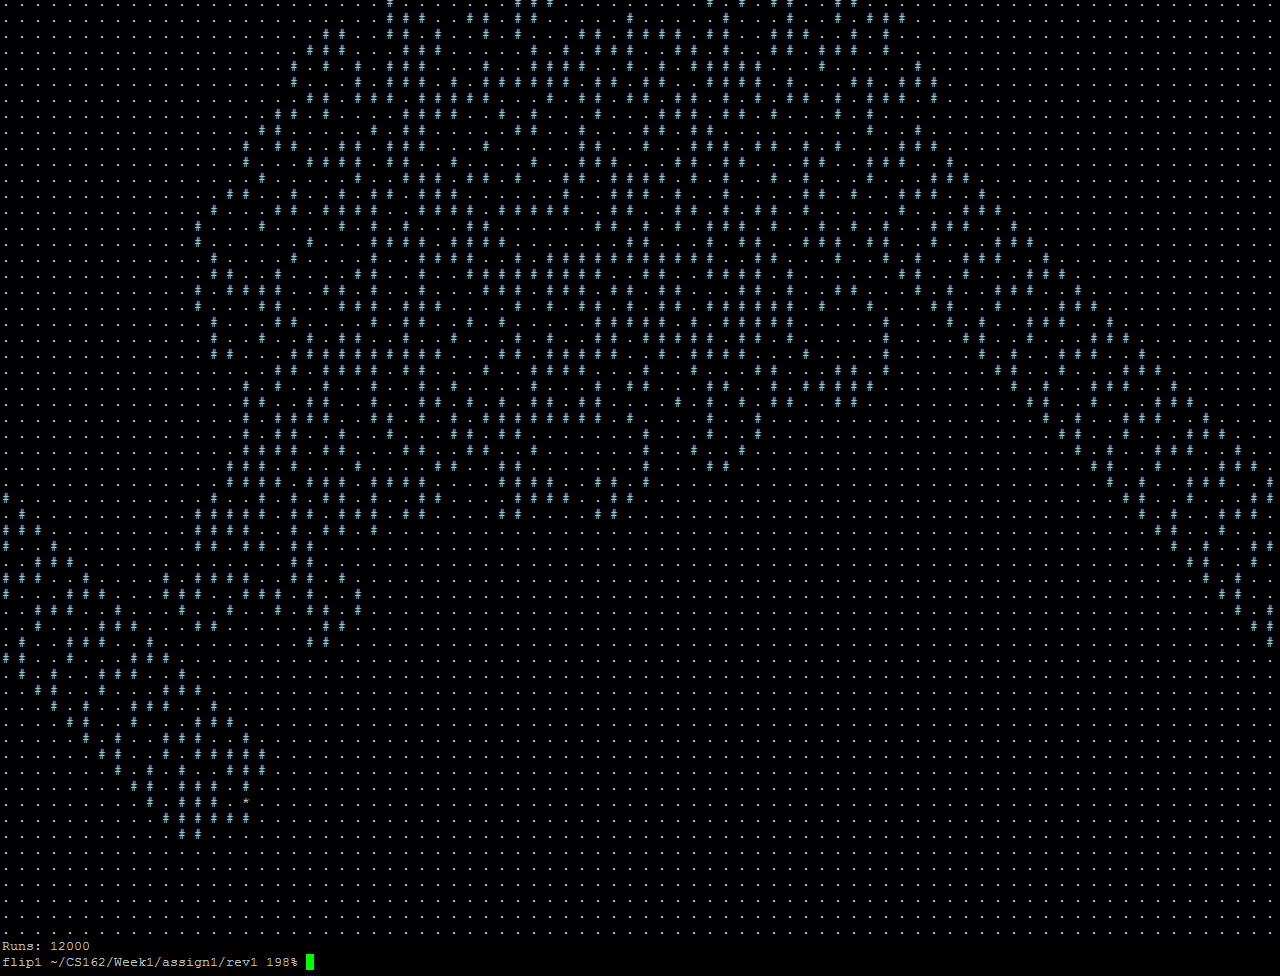 Runs: 12000
flip1 ~/CS162/Week1/assign1/rev1 198%